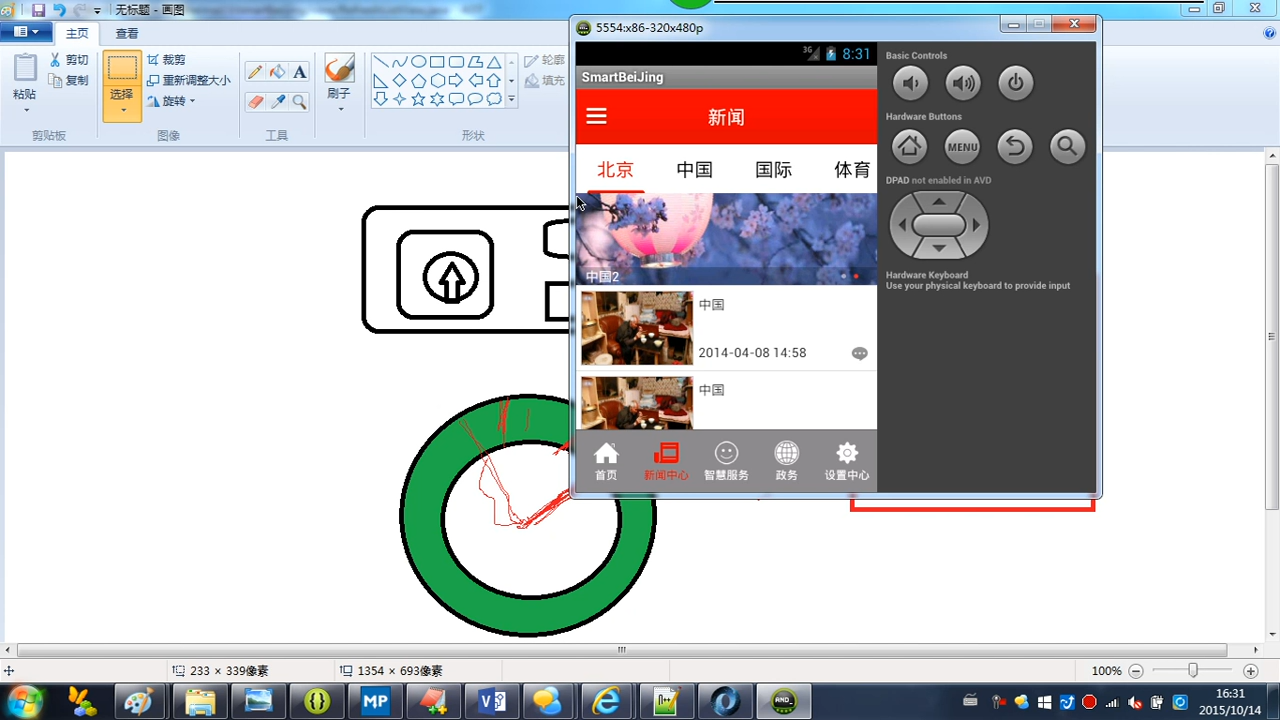 无标题 - 画图
主页
查看
粘贴
剪切
复制
剪贴板
选择
裁剪
重新调整大小
旋转
图像
A
工具
刷子
形状
轮廓
填充
5554:x86-320x480p
3G
8:31
SmartBeiJing
新闻
北京
中国
国际
体育
中国2
中国
2014-04-08 14:58
中国
首页
新闻中心
智慧服务
政务
设置中心
Basic Controls
Hardware Buttons
MENU
DPAD not enabled in AVD
Hardware Keyboard
Use your physical keyboard to provide input
233 × 339像素
1354 × 693像素
100%
MP
16:31
2015/10/14